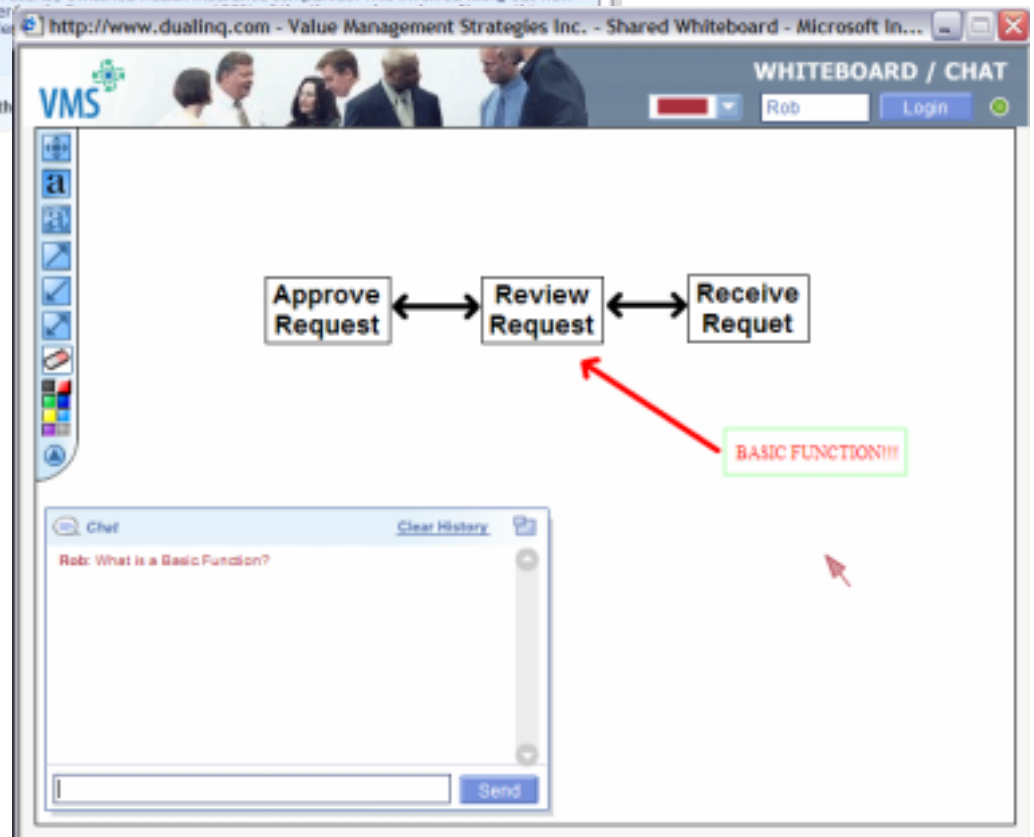 http://www.dualinq.com - Value Management Strategies Inc. - Shared Whiteboard - Microsoft In...
VMS
WHITEBOARD / CHAT
Rob
Login
a
a
Approve
Request
Review
Request
Receive
Requet
BASIC FUNCTION!!!
Chat
Clear History
Rob: What is a Basic Function?
Send